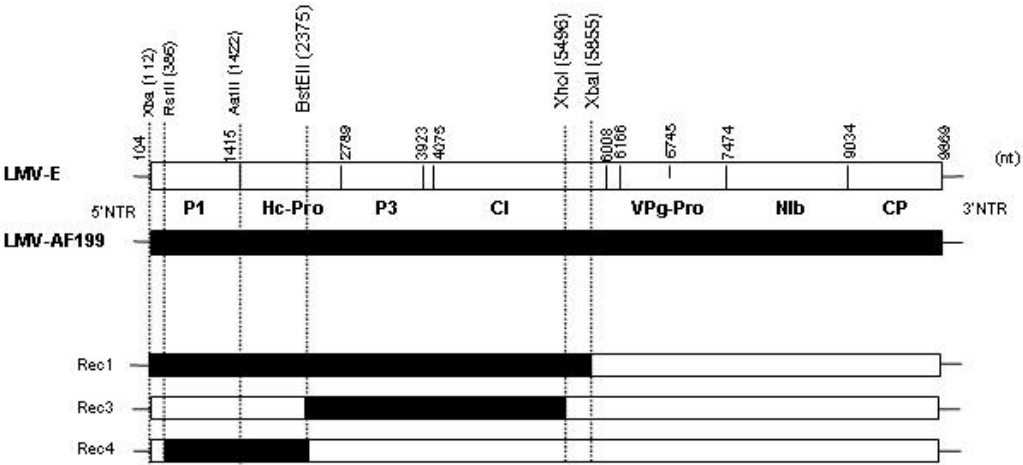 Xba (112)
RsrII (386)
AatII (1422)
BstEII (2375)
XhoI (5496)
XbaI (5855)
104
1415
2789
3923
4075
6008
6166
6745
7474
9034
9869
(nt)
LMV-E
5'NTR
P1
Hc-Pro
P3
CI
VPg-Pro
NIb
CP
3'NTR
LMV-AF199
Rec1
Rec3
Rec4